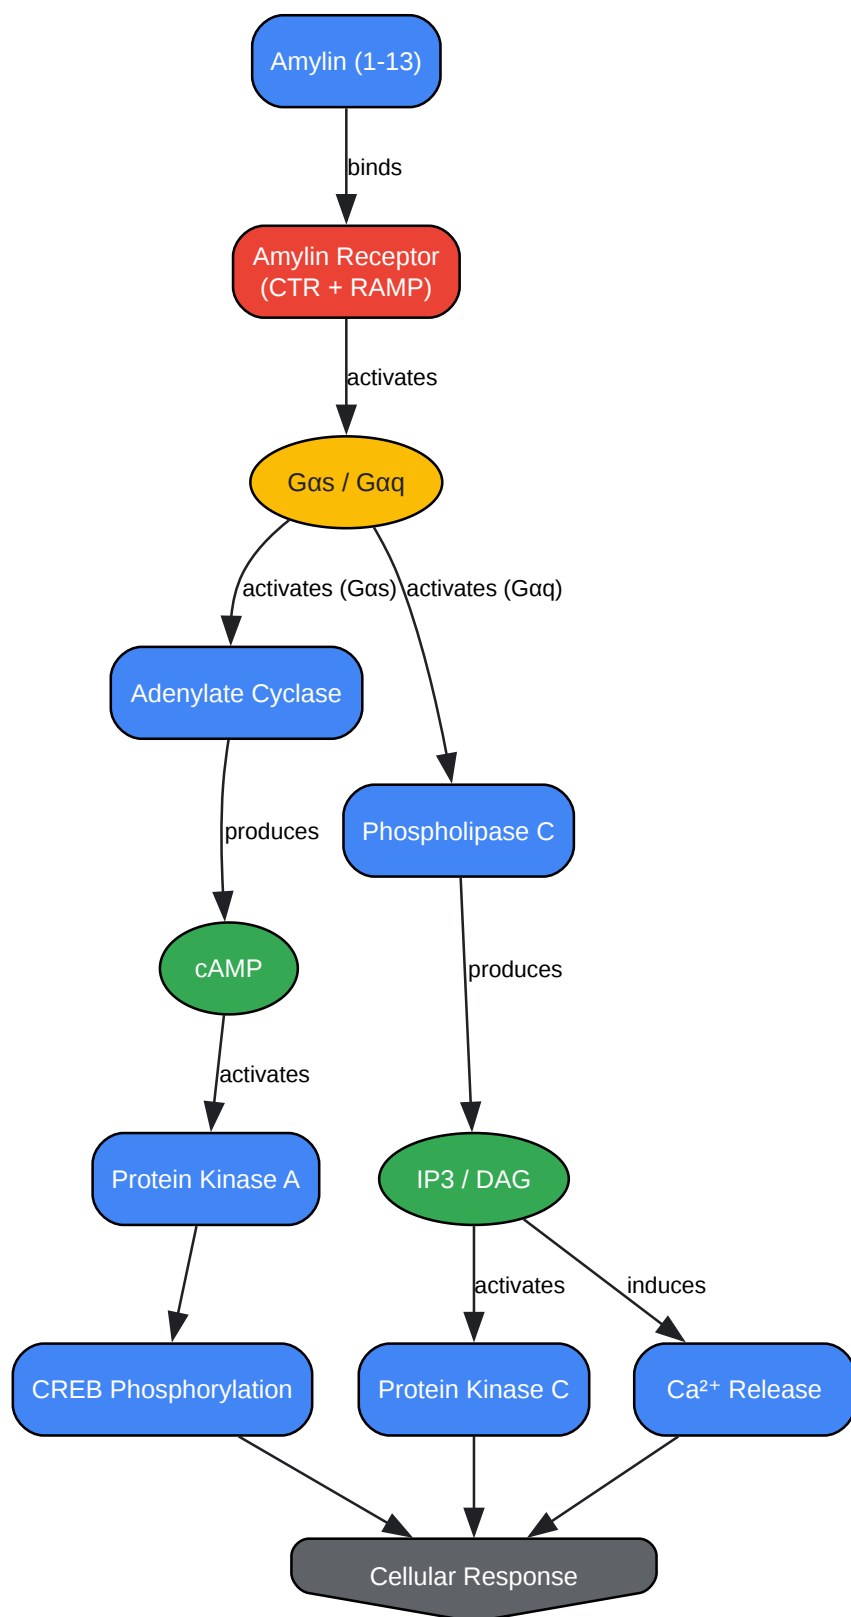 Amylin (1-13)
binds
Amylin Receptor
(CTR + RAMP)
activates
Gαs / Gαq
activates (Gαs)
activates (Gαq)
Adenylate Cyclase
produces
Phospholipase C
cAMP
produces
activates
Protein Kinase A
IP3 / DAG
activates
induces
CREB Phosphorylation
Protein Kinase C
Ca²⁺ Release
Cellular Response